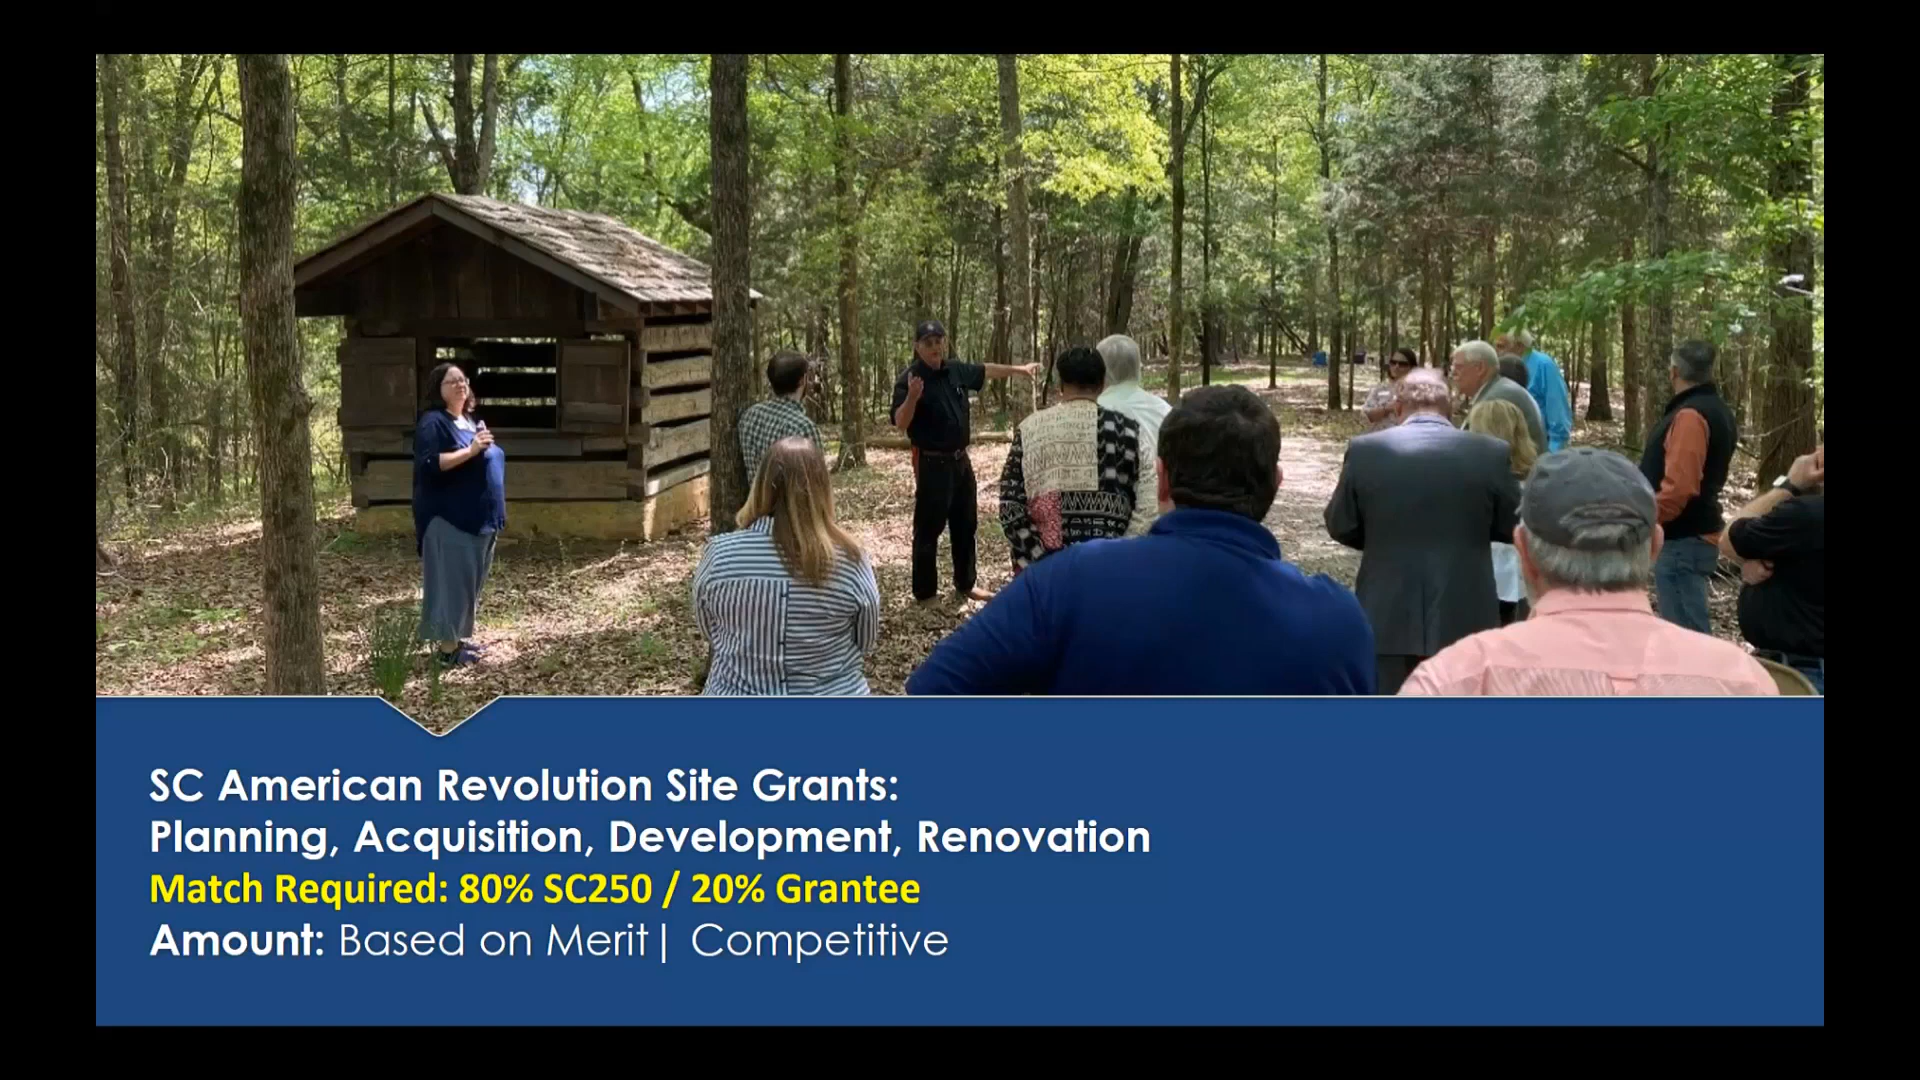 SC American Revolution Site Grants:
Planning, Acquisition, Development, Renovation
Match Required: 80% SC250 / 20% Grantee
Amount: Based on Merit| Competitive